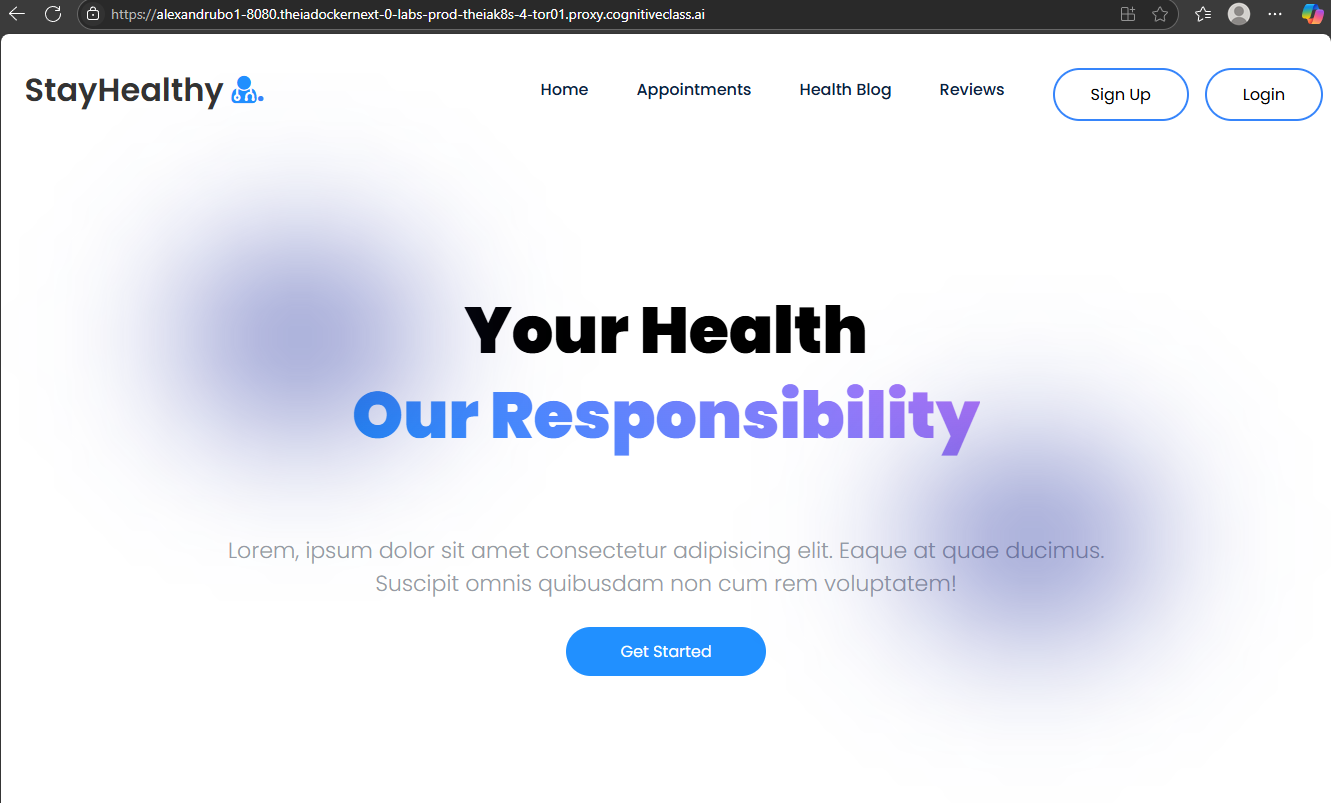 https://alexandrubo1-8080.theiadockernext-0-labs-prod-theiak8s-4-tor01.proxy.cognitiveclass.ai
StayHealthy
Home
Appointments
Health Blog
Reviews
Sign Up
Login
Your Health
Our Responsibility
Lorem, ipsum dolor sit amet consectetur adipisicing elit. Eaque at quae ducimus.
Suscipit omnis quibusdam non cum rem voluptatem!
Get Started